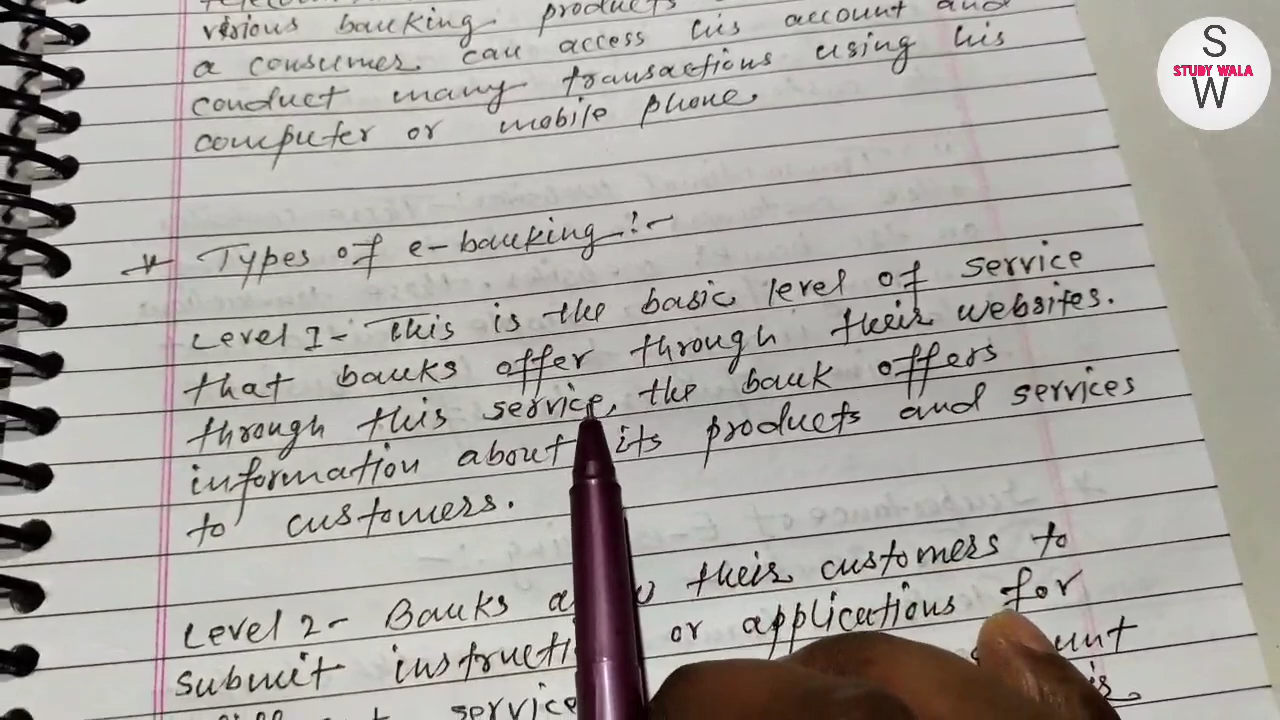 various banking products
a consumer can access his account and
conduct many transactions using his
computer or mobile phone.
* Types of e-banking :-
Level 1- This is the basic level of service
that banks offer through their websites.
through this service, the bank offers
information about its products and services
to customers.
Level 2- Banks their customers to
submit or applications for
service
S
STUDY WALA
W